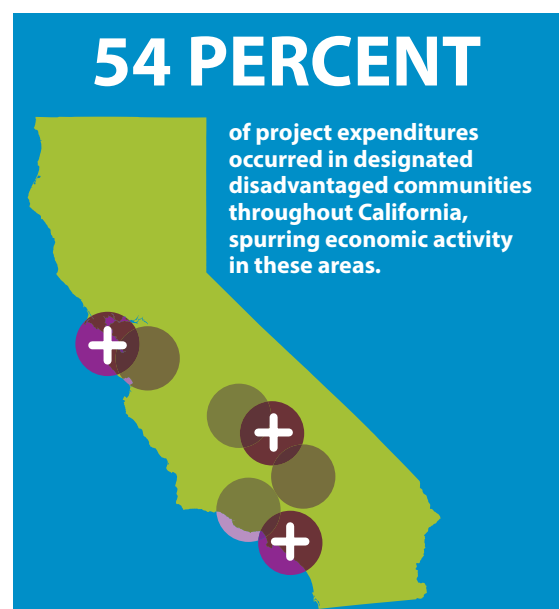 54 PERCENT
of project expenditures
occurred in designated
disadvantaged communities
throughout California,
spurring economic activity
in these areas.